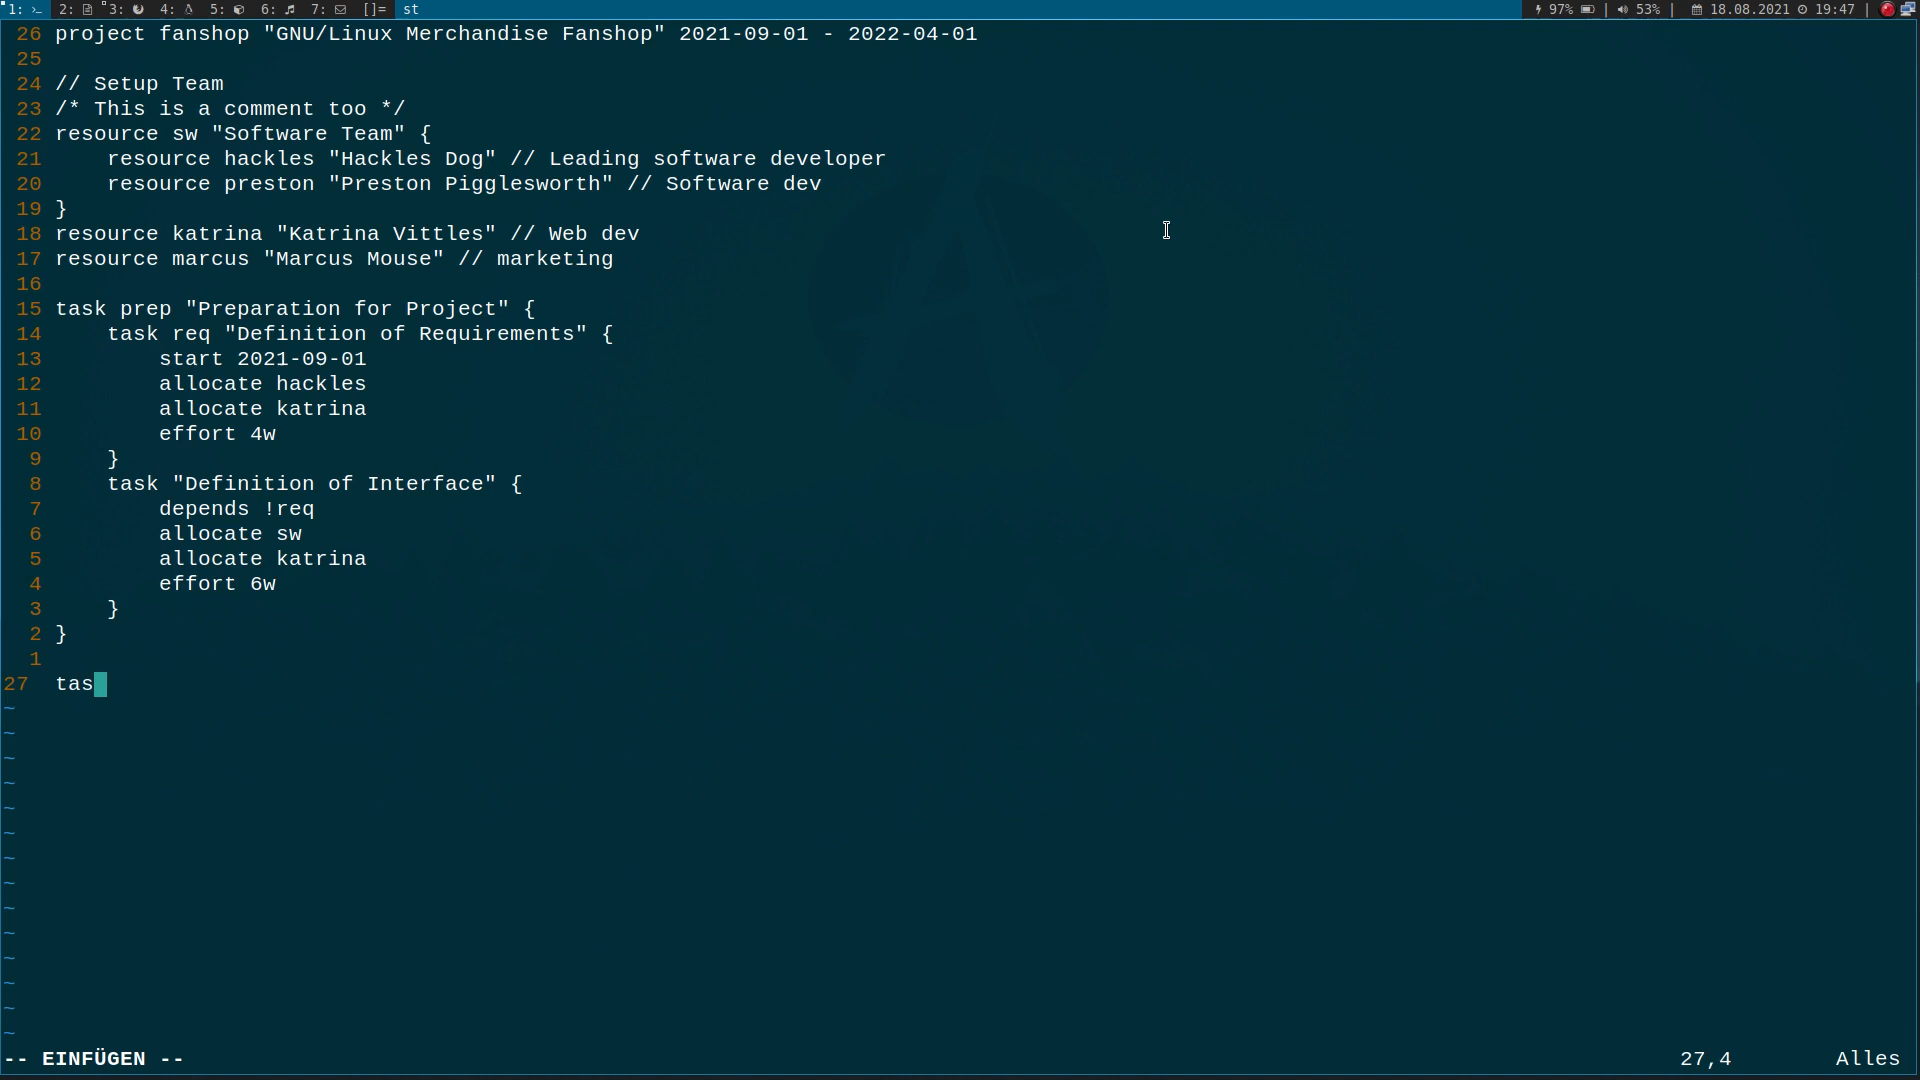 1: 2: 3: 4: 5: 6: 7: []= st 97% | 53% | 18.08.2021 19:47 |
26 project fanshop "GNU/Linux Merchandise Fanshop" 2021-09-01 - 2022-04-01
25
24 // Setup Team
23 /* This is a comment too */
22 resource sw "Software Team" {
21     resource hackles "Hackles Dog" // Leading software developer
20     resource preston "Preston Pigglesworth" // Software dev
19 }
18 resource katrina "Katrina Vittles" // Web dev
17 resource marcus "Marcus Mouse" // marketing
16
15 task prep "Preparation for Project" {
14     task req "Definition of Requirements" {
13         start 2021-09-01
12         allocate hackles
11         allocate katrina
10         effort 4w
9     }
8     task "Definition of Interface" {
7         depends !req
6         allocate sw
5         allocate katrina
4         effort 6w
3     }
2 }
1
27 tas
~
~
~
~
~
~
~
~
~
~
~
~
~
~
-- EINFÜGEN -- 27,4 Alles